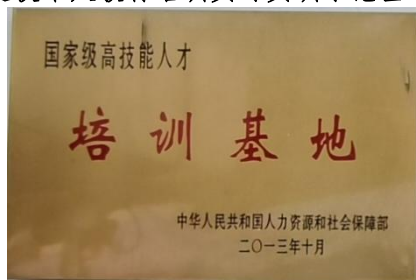 国家级高技能人才
培训基地
中华人民共和国人力资源和社会保障部
二〇一三年十月